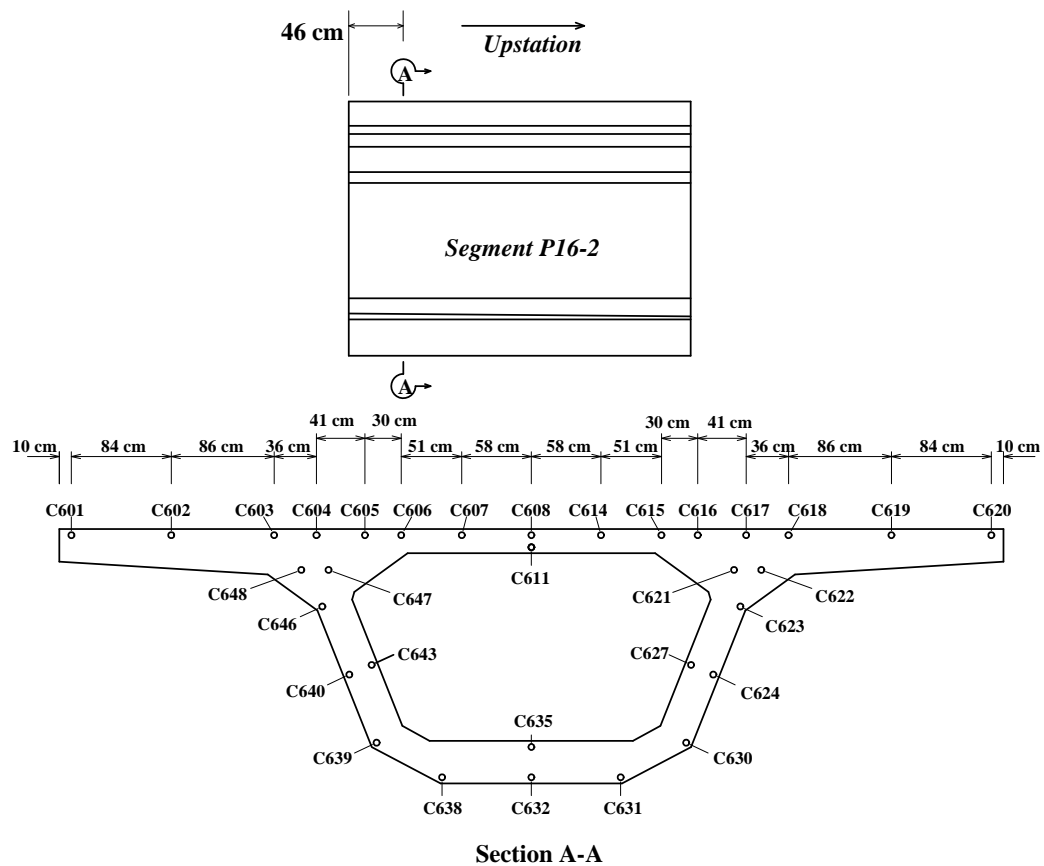 46 cm
Upstation
A
Segment P16-2
A
41 cm 30 cm 30 cm 41 cm
10 cm 84 cm 86 cm 36 cm 51 cm 58 cm 58 cm 51 cm 36 cm 86 cm 84 cm 10 cm
C601 C602 C603 C604 C605 C606 C607 C608 C614 C615 C616 C617 C618 C619 C620
C611
C648 C647 C621 C622
C646 C623
C643 C627
C640 C624
C635
C639 C630
C638 C632 C631
Section A-A